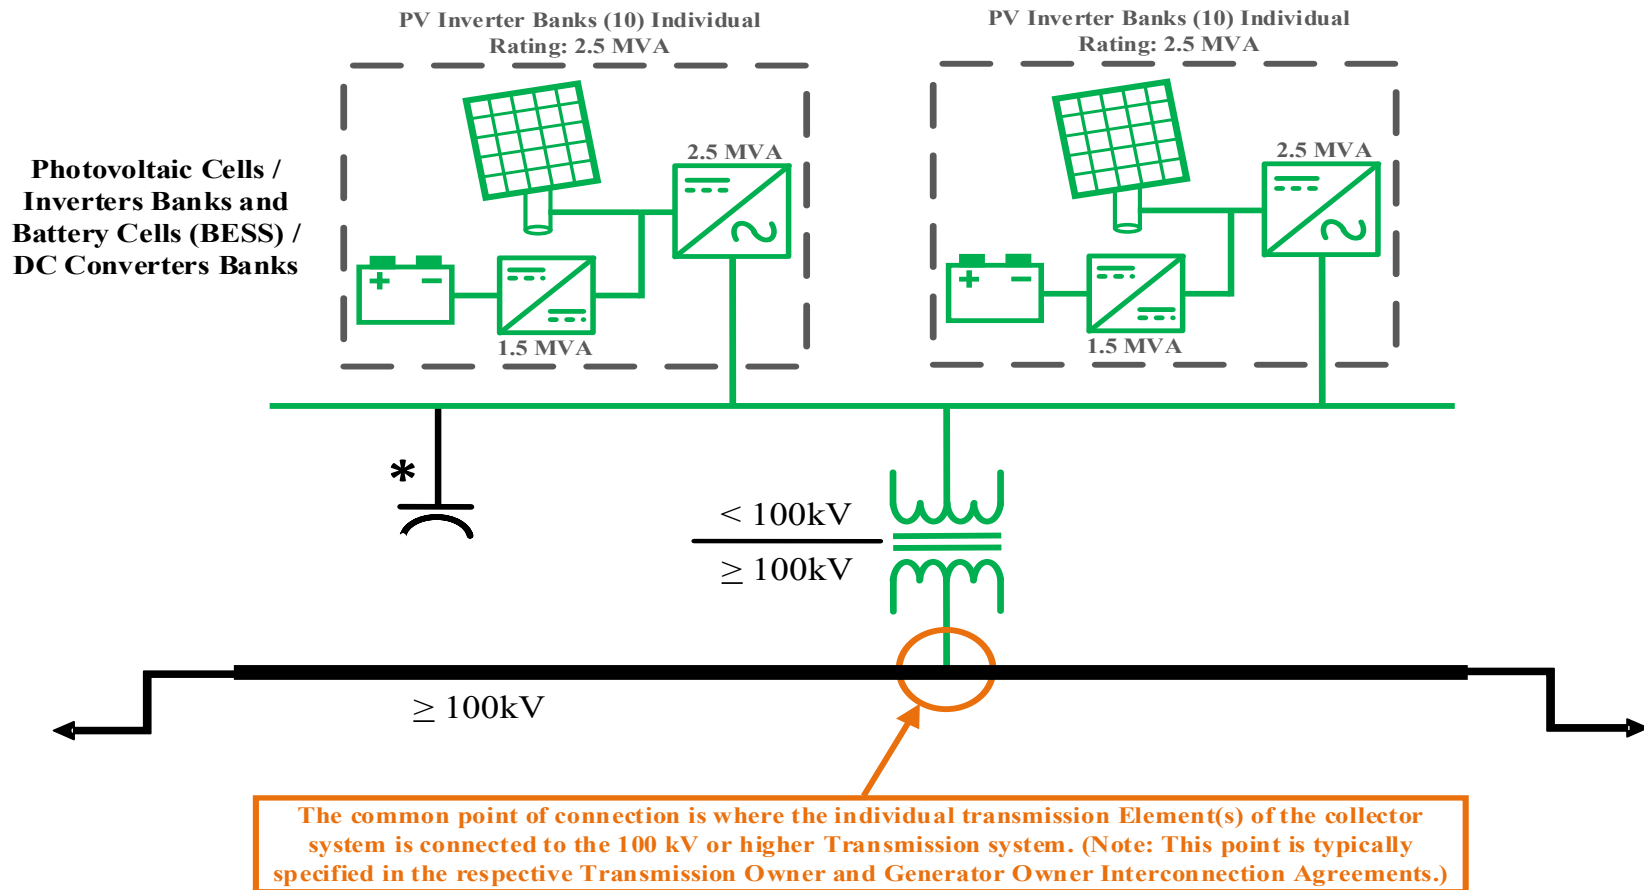 PV Inverter Banks (10) Individual
Rating: 2.5 MVA
PV Inverter Banks (10) Individual
Rating: 2.5 MVA
Photovoltaic Cells /
Inverters Banks and
Battery Cells (BESS) /
DC Converters Banks
2.5 MVA
+ −
1.5 MVA
2.5 MVA
+ −
1.5 MVA
*
< 100kV
≥ 100kV
≥ 100kV
The common point of connection is where the individual transmission Element(s) of the collector
system is connected to the 100 kV or higher Transmission system. (Note: This point is typically
specified in the respective Transmission Owner and Generator Owner Interconnection Agreements.)